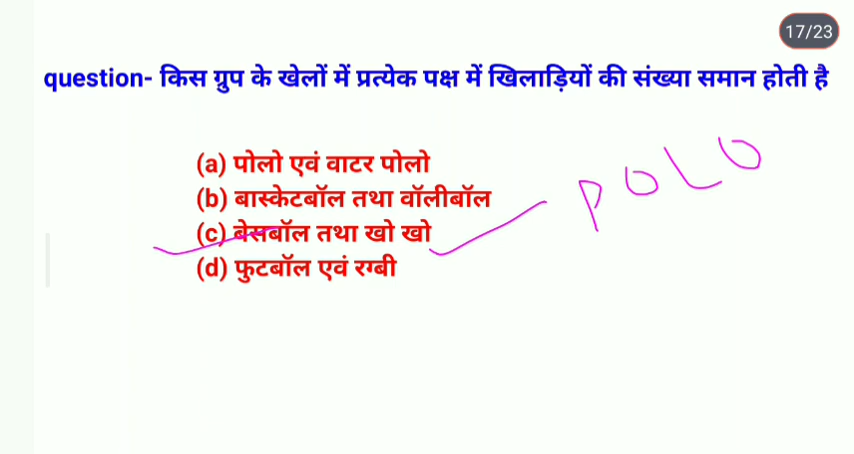 17/23
question- किस ग्रुप के खेलों में प्रत्येक पक्ष में खिलाड़ियों की संख्या समान होती है
(a) पोलो एवं वाटर पोलो
(b) बास्केटबॉल तथा वॉलीबॉल
(c) बेसबॉल तथा खो खो
(d) फुटबॉल एवं रग्बी
POLO